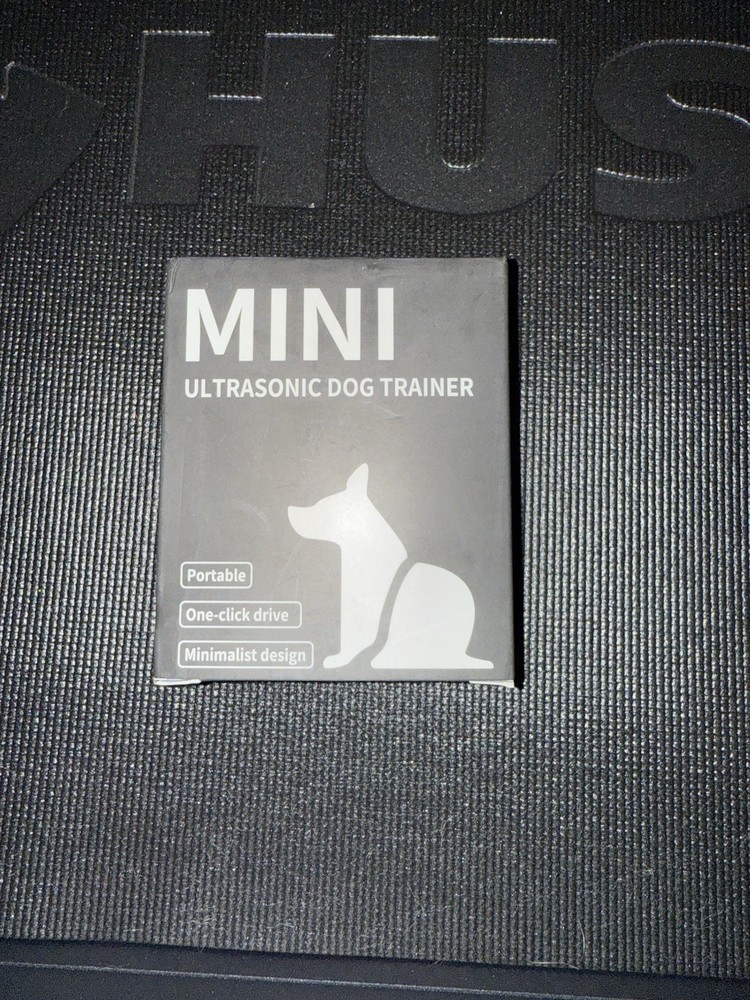 HUS
MINI
ULTRASONIC DOG TRAINER
Portable
One-click drive
Minimalist design